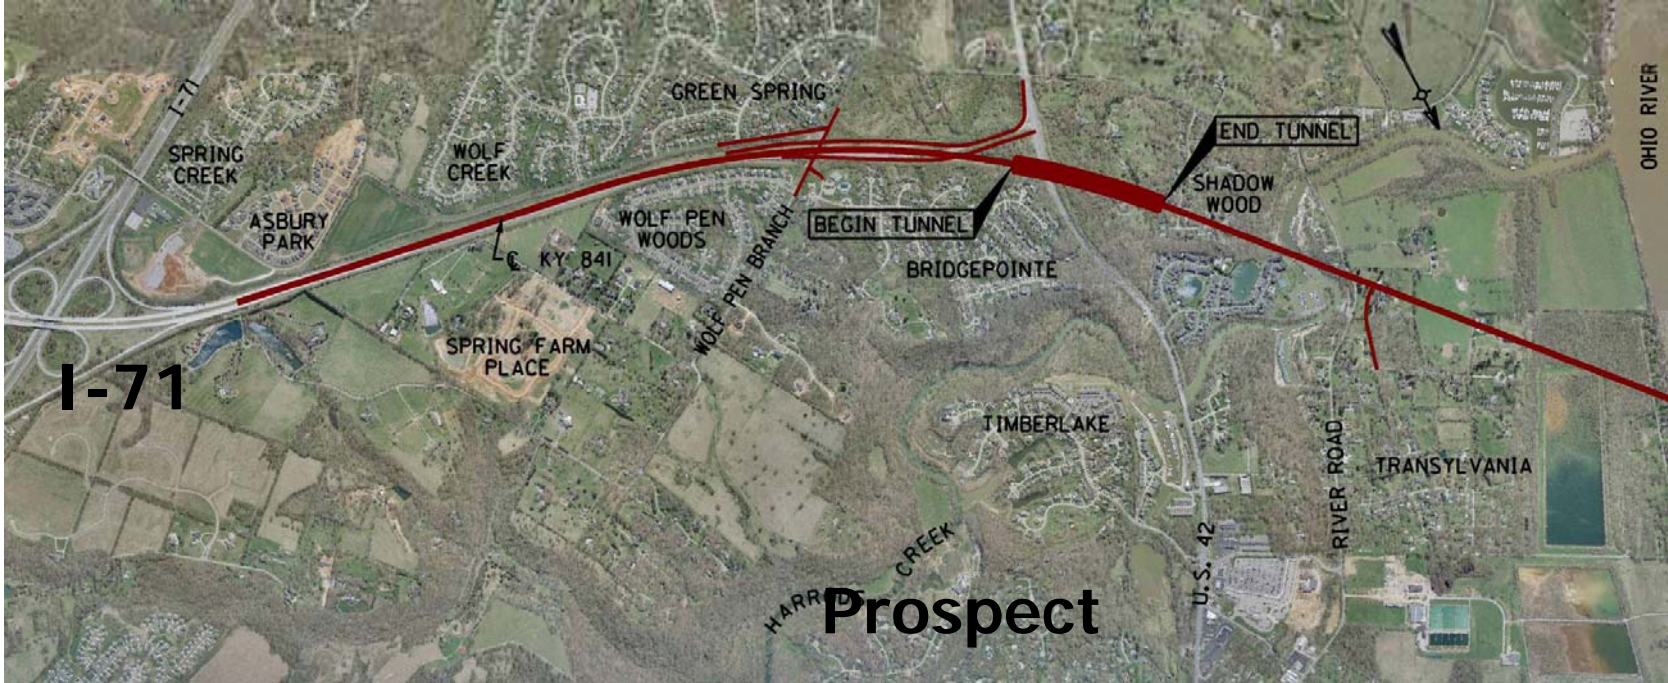 I-71
GREEN SPRING
OHIO RIVER
SPRING
CREEK
WOLF
CREEK
END TUNNEL
SHADOW
WOOD
ASBURY
PARK
WOLF PEN
WOODS
BEGIN TUNNEL
℄ KY 841
WOLF PEN BRANCH
BRIDGEPOINTE
SPRING FARM
PLACE
I-71
TIMBERLAKE
RIVER ROAD
TRANSYLVANIA
HARRODS CREEK
U.S. 42
Prospect